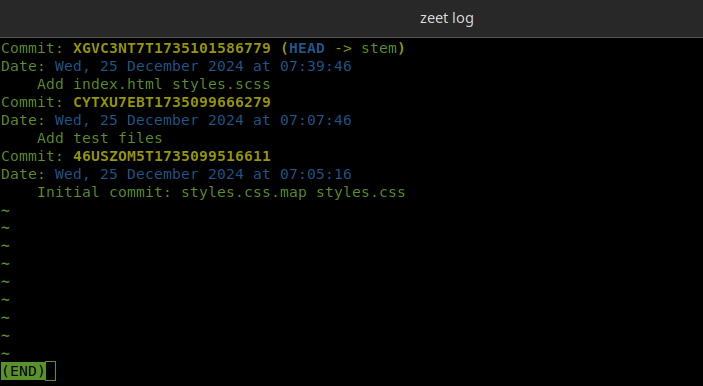 zeet log
Commit: XGVC3NT7T1735101586779 (HEAD -> stem)
Date: Wed, 25 December 2024 at 07:39:46
    Add index.html styles.scss
Commit: CYTXU7EBT1735099666279
Date: Wed, 25 December 2024 at 07:07:46
    Add test files
Commit: 46USZOM5T1735099516611
Date: Wed, 25 December 2024 at 07:05:16
    Initial commit: styles.css.map styles.css
~
~
~
~
~
~
~
~
~
(END)